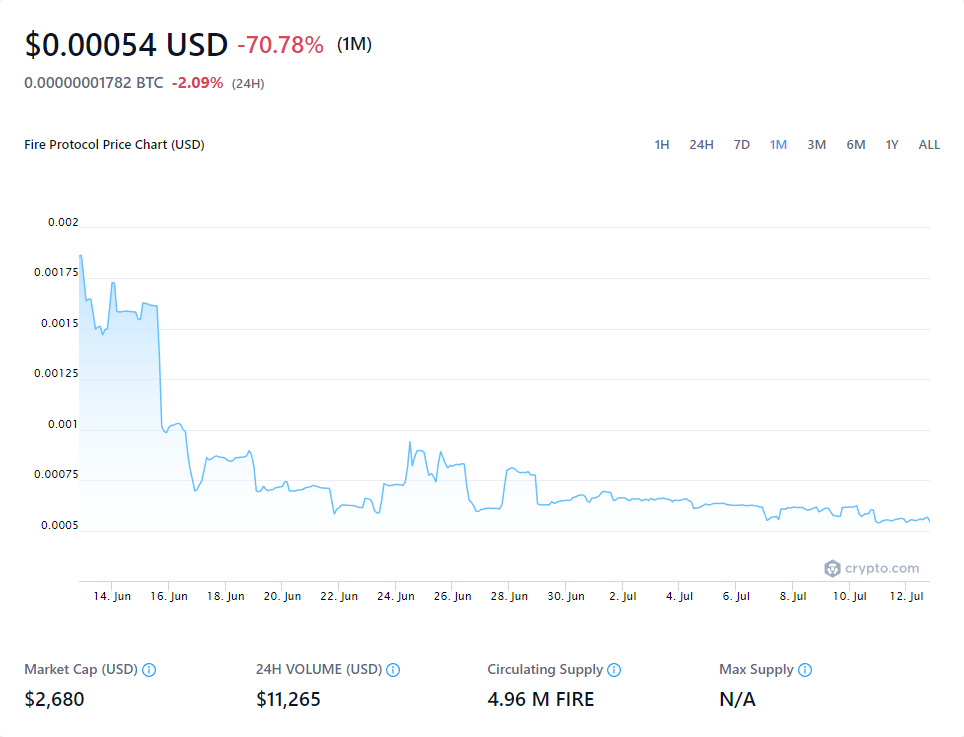 $0.00054 USD -70.78% (1M)
0.00000001782 BTC -2.09% (24H)
Fire Protocol Price Chart (USD) 1H 24H 7D 1M 3M 6M 1Y ALL
0.002
0.00175
0.0015
0.00125
0.001
0.00075
0.0005
crypto.com
14. Jun 16. Jun 18. Jun 20. Jun 22. Jun 24. Jun 26. Jun 28. Jun 30. Jun 2. Jul 4. Jul 6. Jul 8. Jul 10. Jul 12. Jul
Market Cap (USD) 24H VOLUME (USD) Circulating Supply Max Supply
$2,680 $11,265 4.96 M FIRE N/A